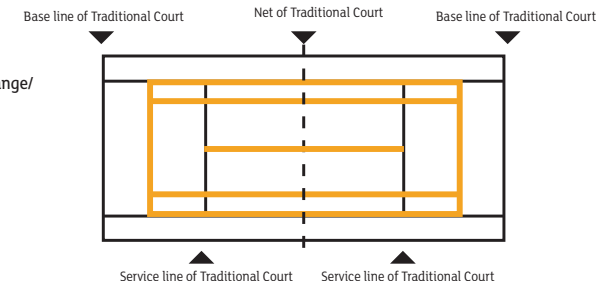 Base line of Traditional Court
Net of Traditional Court
Base line of Traditional Court
Service line of Traditional Court
Service line of Traditional Court